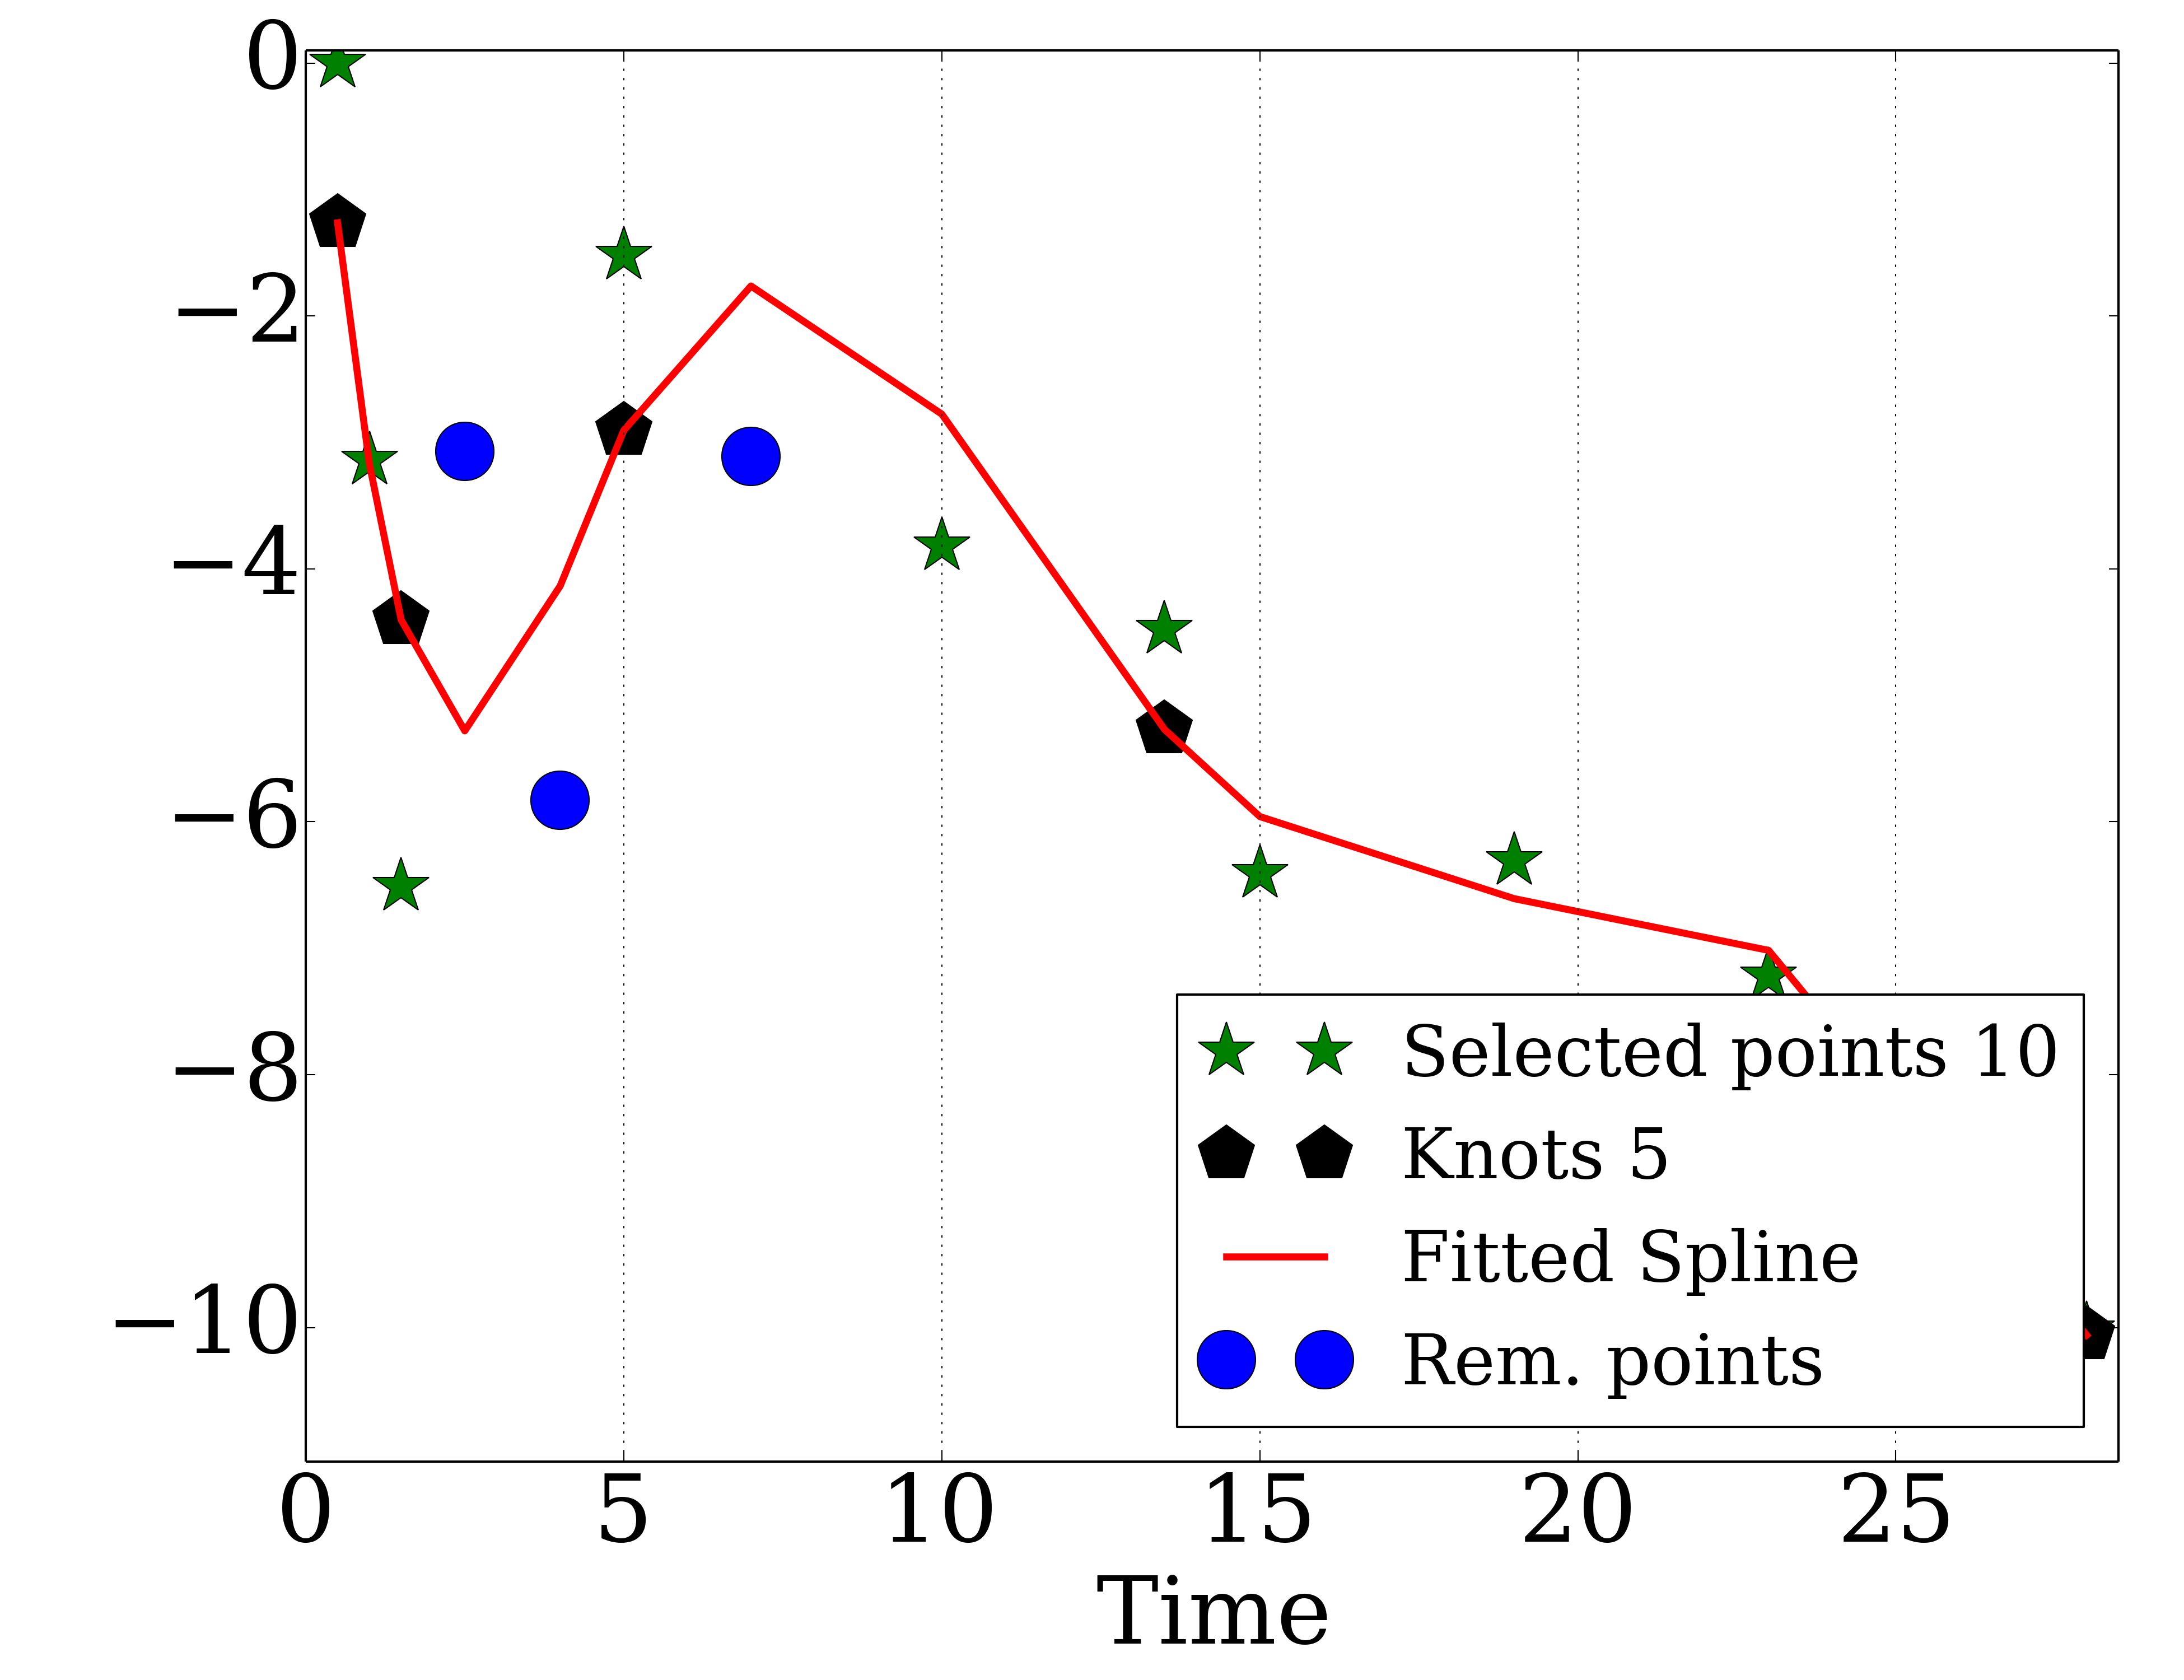 0
−2
−4
−6
−8
−10
Selected points 10
Knots 5
Fitted Spline
Rem. points
0 5 10 15 20 25
Time